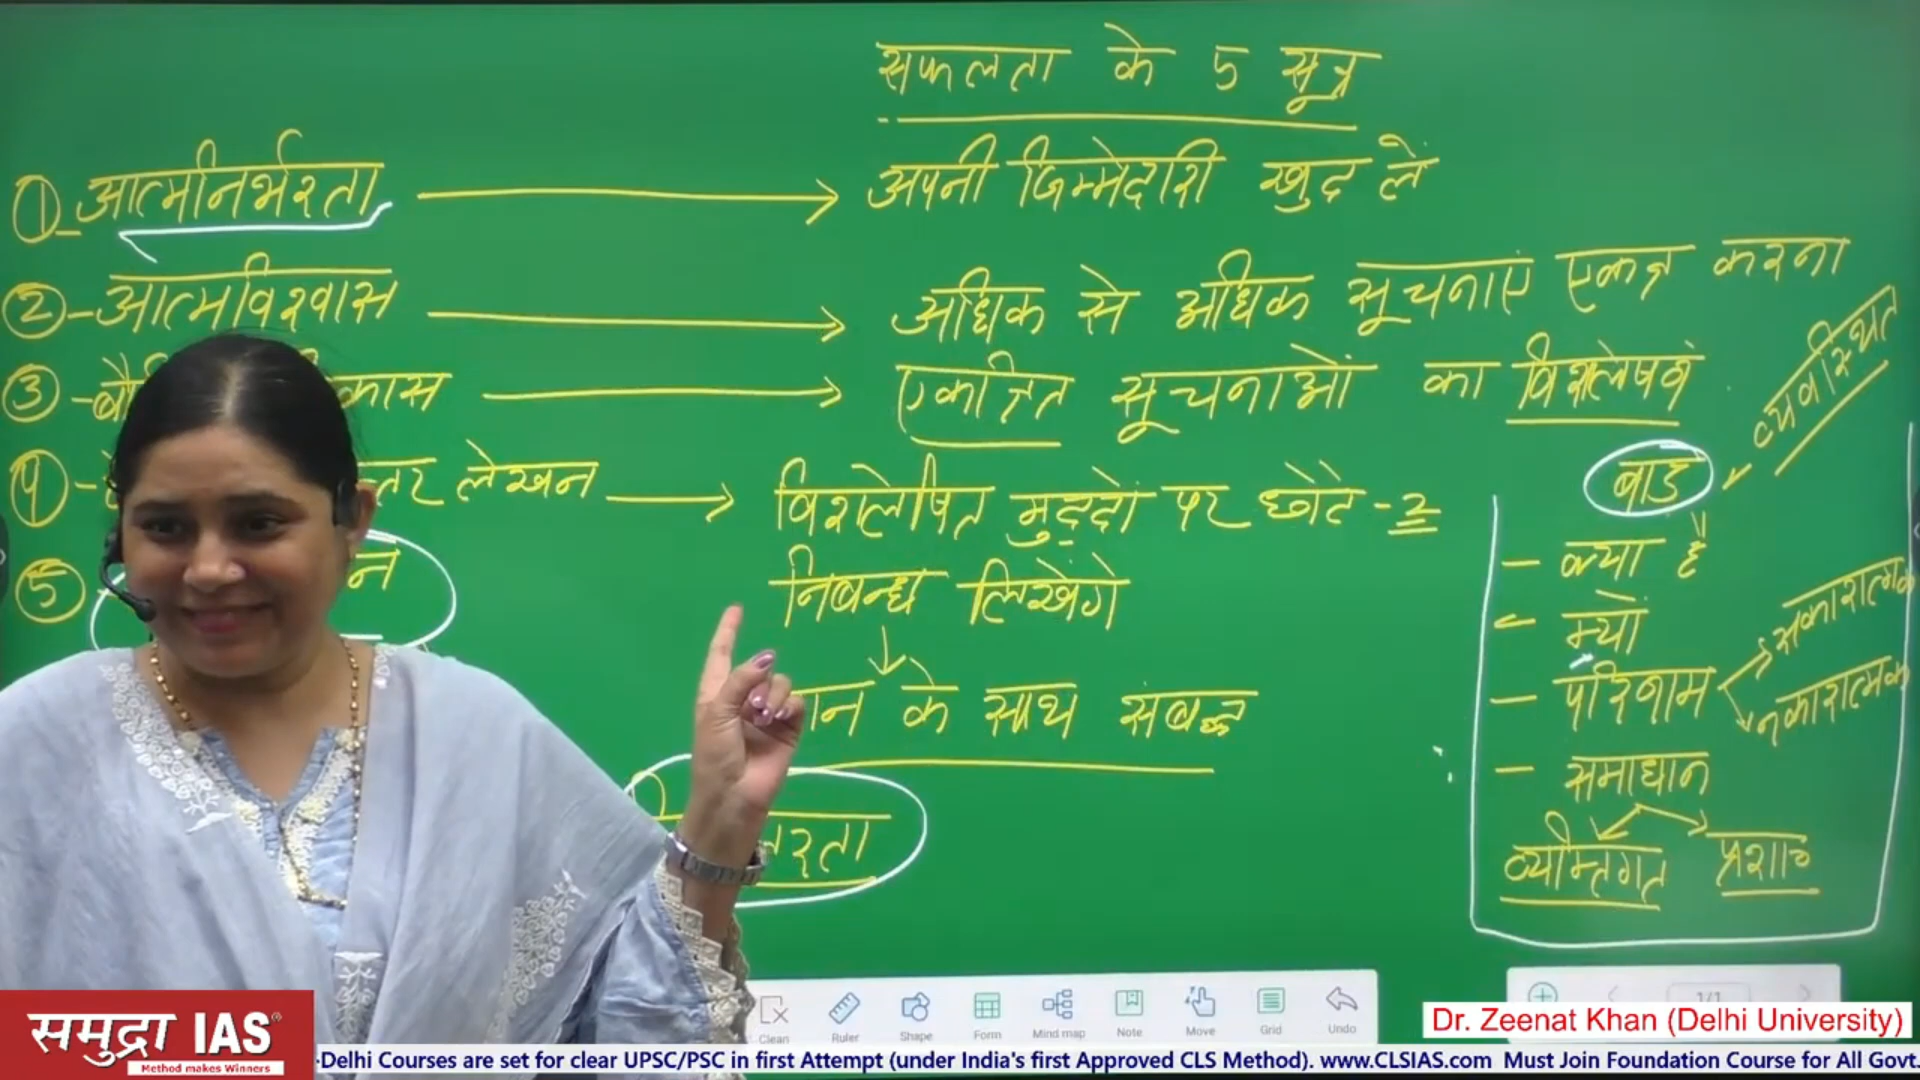 सफलता के 5 सूत्र
① आत्मनिर्भरता → अपनी जिम्मेदारी खुद लें
② - आत्मविश्वास → अधिक से अधिक सूचनाएं एकत्र करना
③ - → एकत्रित सूचनाओं का विश्लेषण
④ - लेखन → विश्लेषित मुद्दों पर छोटे-2
निबन्ध लिखेंगे
⑤
के साथ संबद्ध
व्यवस्थित
बाढ
- क्या है
- क्यों
- परिणाम
सकारात्मक
नकारात्मक
- समाधान
व्यक्तिगत
प्रशा०
Clean Ruler Shape Form Mind map Note Move Grid Undo
1/1
Dr. Zeenat Khan (Delhi University)
समुद्रा IAS
Method makes Winners
-Delhi Courses are set for clear UPSC/PSC in first Attempt (under India's first Approved CLS Method). www.CLSIAS.com Must Join Foundation Course for All Govt.